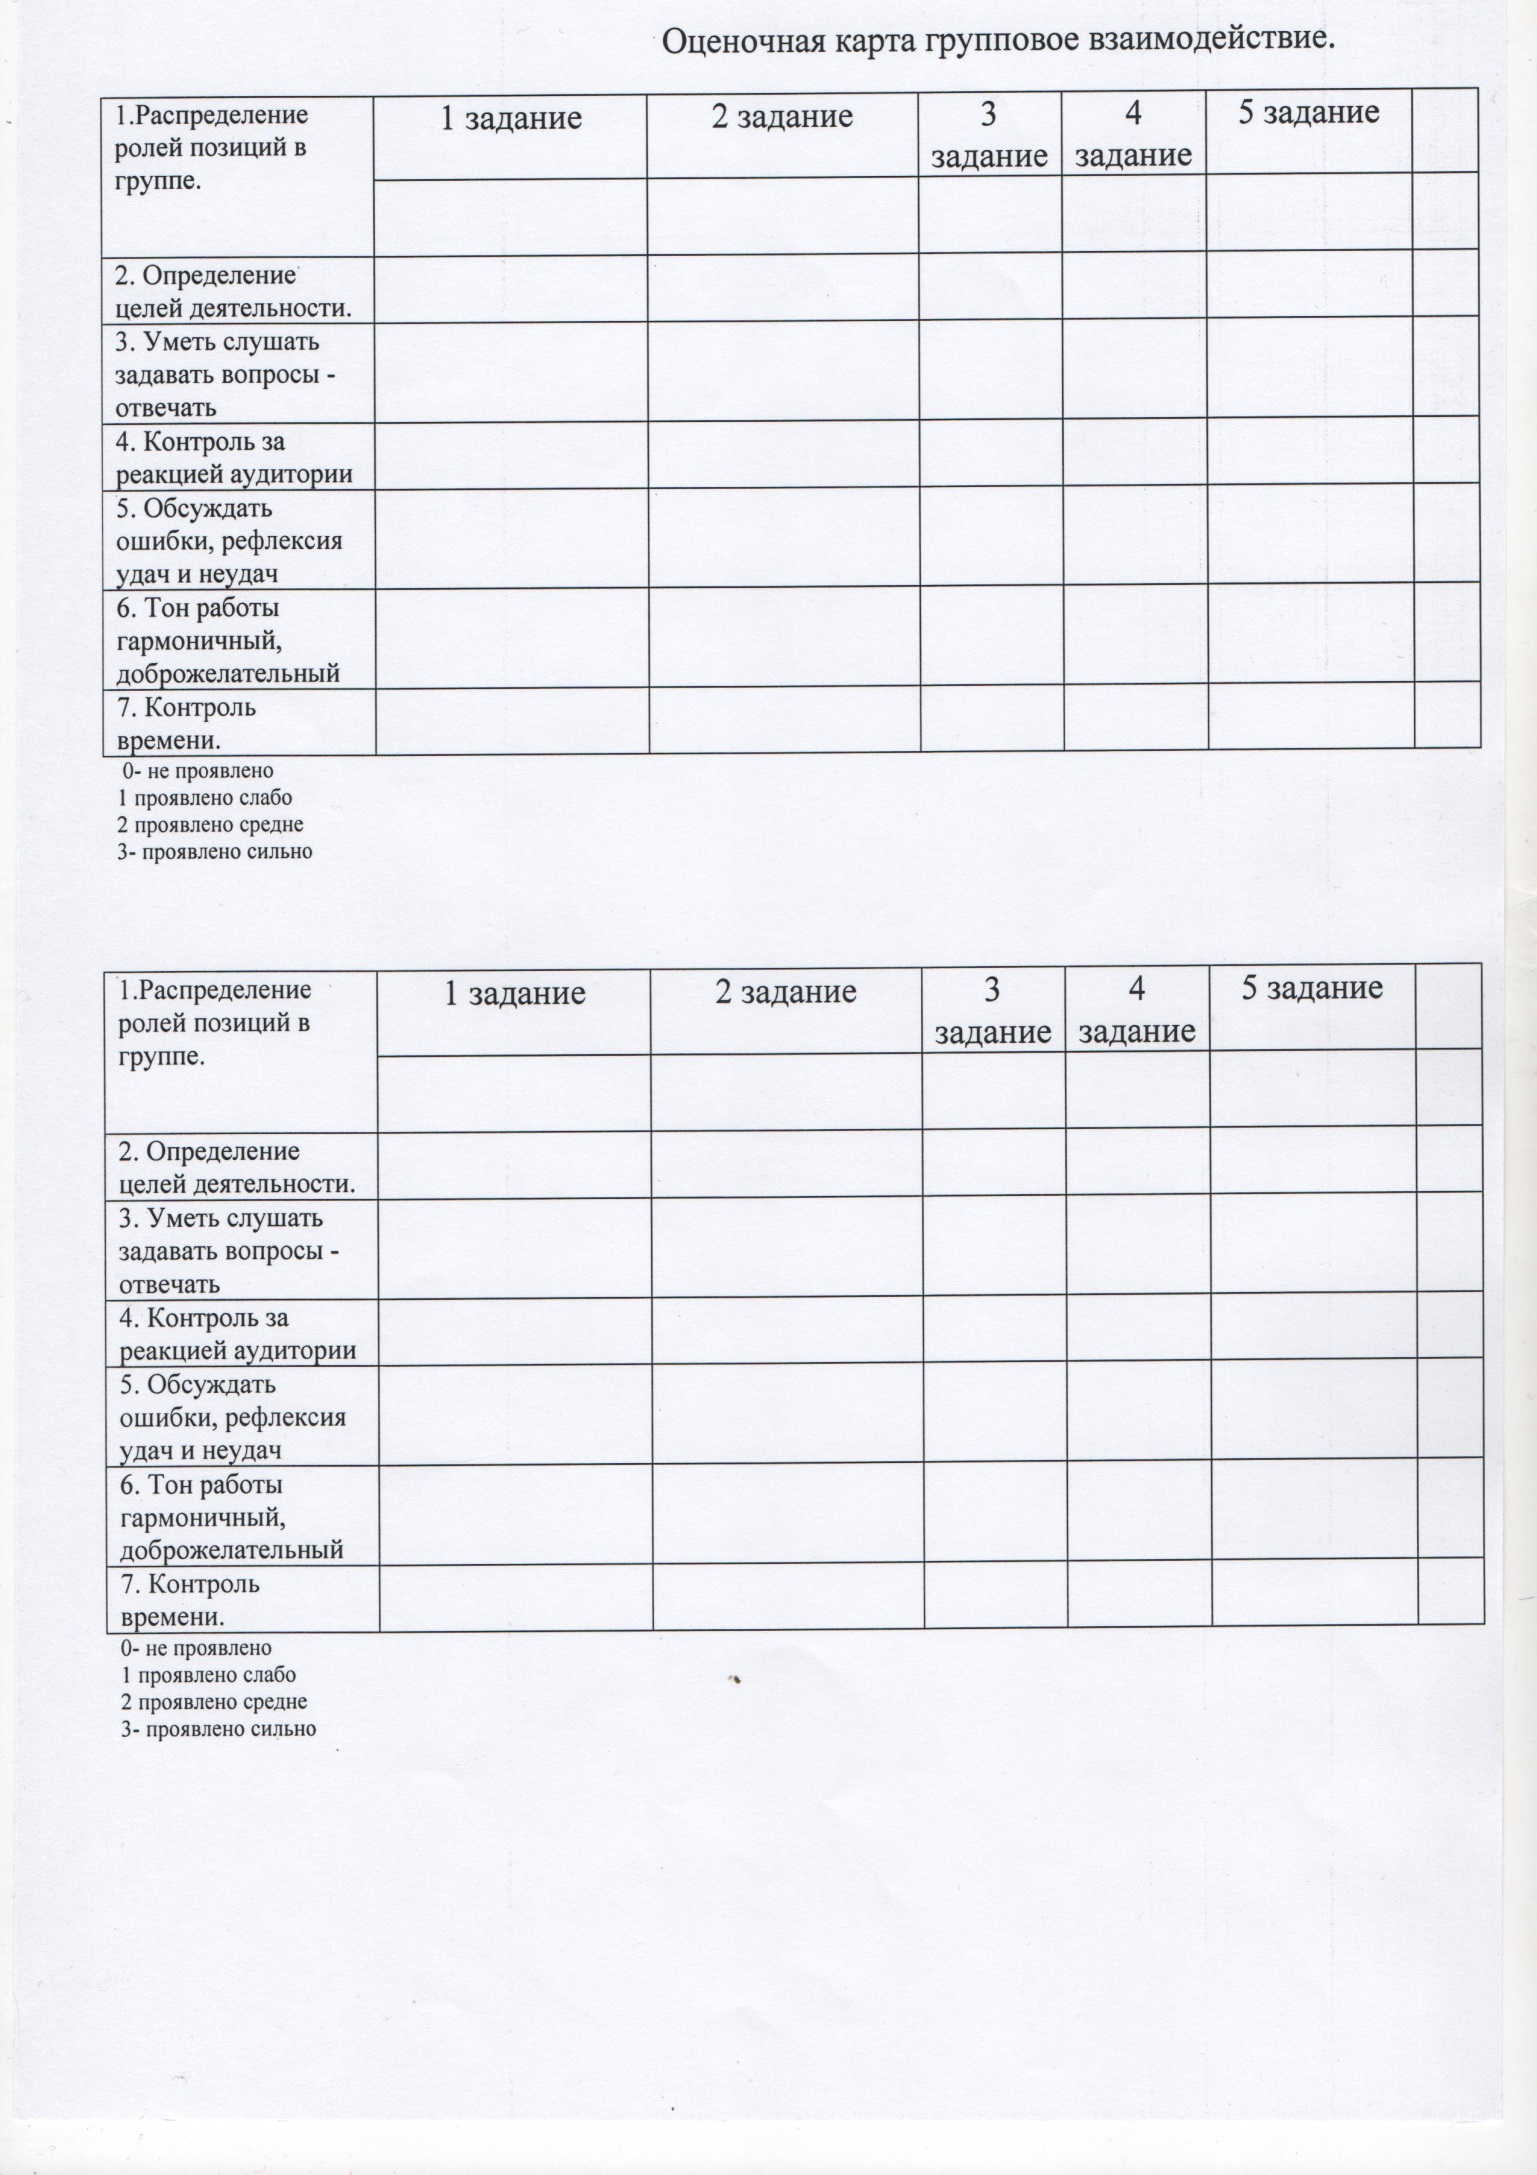 Оценочная карта групповое взаимодействие.
1.Распределение
ролей позиций в
группе.
1 задание
2 задание
3
задание
4
задание
5 задание
2. Определение
целей деятельности.
3. Уметь слушать
задавать вопросы -
отвечать
4. Контроль за
реакцией аудитории
5. Обсуждать
ошибки, рефлексия
удач и неудач
6. Тон работы
гармоничный,
доброжелательный
7. Контроль
времени.
0- не проявлено
1 проявлено слабо
2 проявлено средне
3- проявлено сильно
1.Распределение
ролей позиций в
группе.
1 задание
2 задание
3
задание
4
задание
5 задание
2. Определение
целей деятельности.
3. Уметь слушать
задавать вопросы -
отвечать
4. Контроль за
реакцией аудитории
5. Обсуждать
ошибки, рефлексия
удач и неудач
6. Тон работы
гармоничный,
доброжелательный
7. Контроль
времени.
0- не проявлено
1 проявлено слабо
2 проявлено средне
3- проявлено сильно